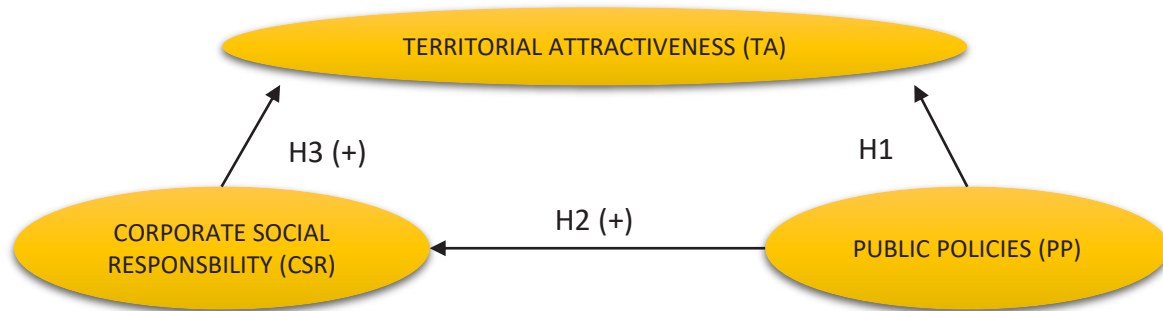 TERRITORIAL ATTRACTIVENESS (TA)
H3 (+)
H1
H2 (+)
CORPORATE SOCIAL
RESPONSBILITY (CSR)
PUBLIC POLICIES (PP)